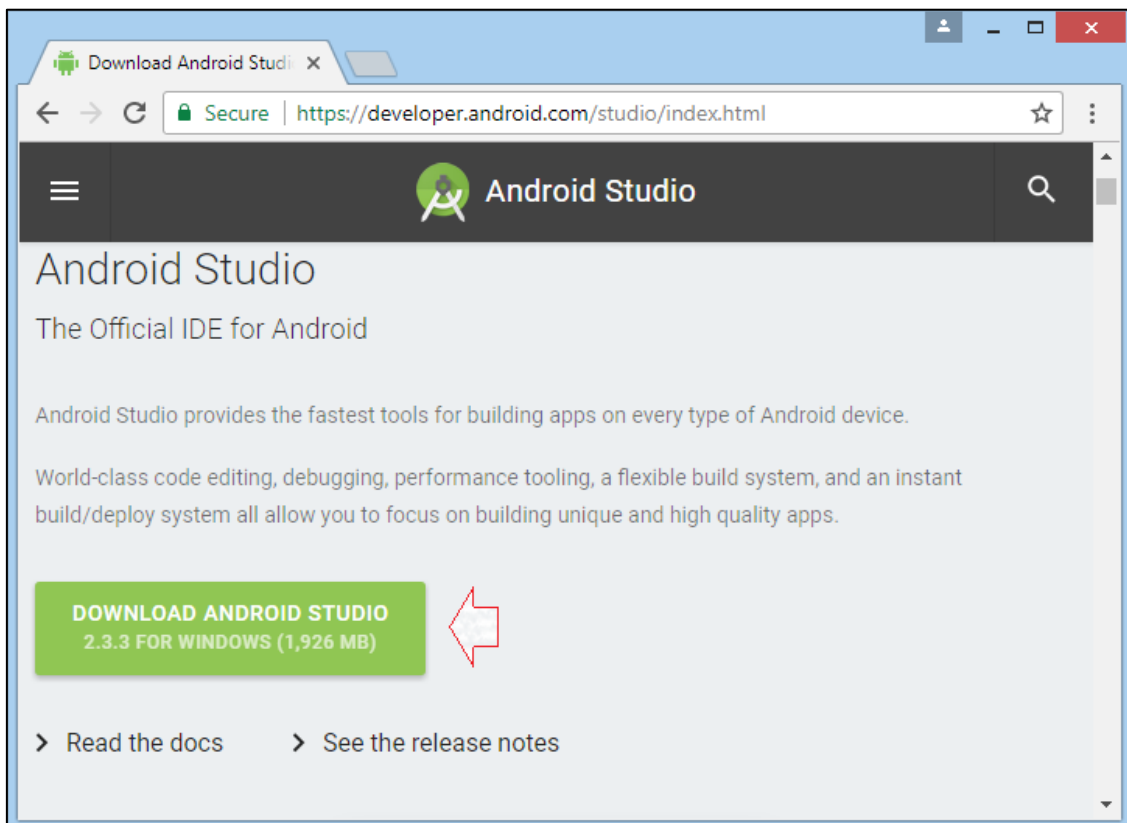 Download Android Studi
Secure | https://developer.android.com/studio/index.html
Android Studio
Android Studio
The Official IDE for Android
Android Studio provides the fastest tools for building apps on every type of Android device.
World-class code editing, debugging, performance tooling, a flexible build system, and an instant
build/deploy system all allow you to focus on building unique and high quality apps.
DOWNLOAD ANDROID STUDIO
2.3.3 FOR WINDOWS (1,926 MB)
Read the docs See the release notes